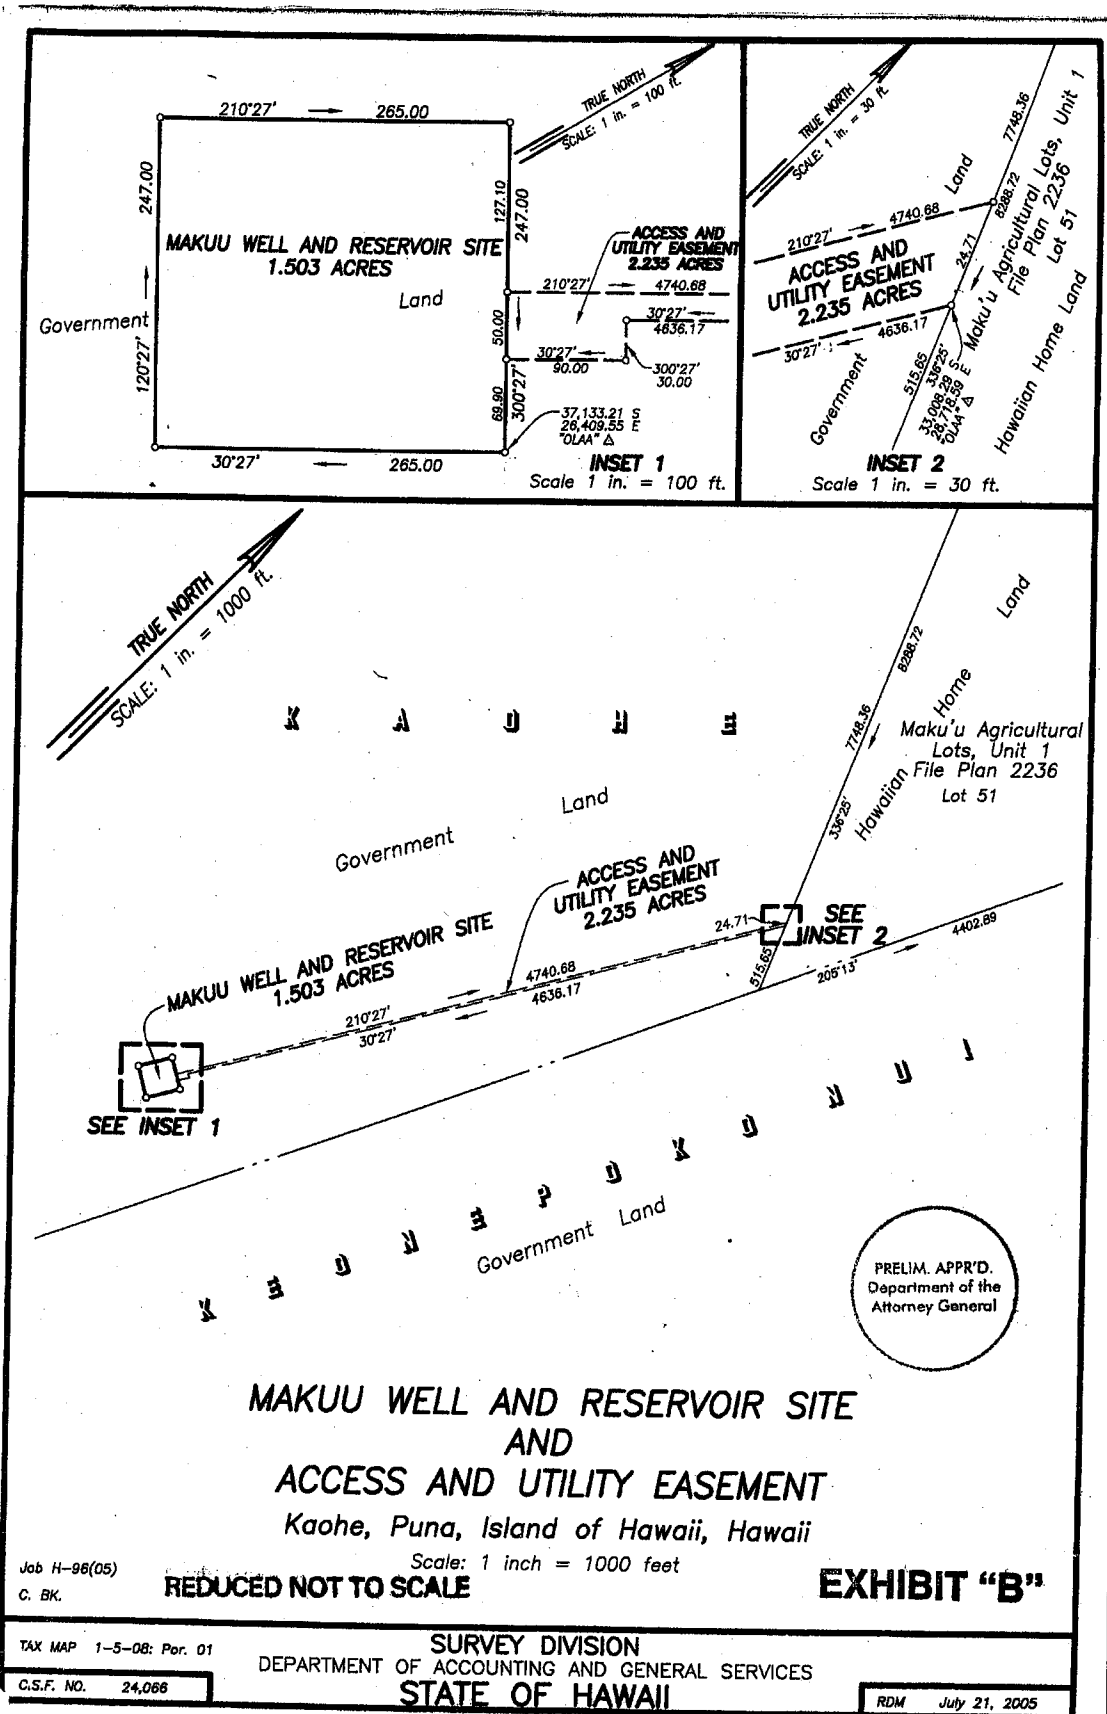 210°27' 265.00
TRUE NORTH
SCALE: 1 in. = 100 ft.
247.00
127.10
247.00
MAKUU WELL AND RESERVOIR SITE
1.503 ACRES
Land
Government
ACCESS AND
UTILITY EASEMENT
2.235 ACRES
210°27' 4740.68
30°27'
4636.17
50.00
30°27'
90.00
300°27'
30.00
120°27'
69.90
300°27'
37,133.21 S
26,409.55 E
"OLAA" Δ
30°27' 265.00
INSET 1
Scale 1 in. = 100 ft.
TRUE NORTH
SCALE: 1 in. = 30 ft.
7748.36
8288.72
Maku'u Agricultural Lots, Unit 1
File Plan 2236
Lot 51
Land
210°27' 4740.68
24.71
ACCESS AND
UTILITY EASEMENT
2.235 ACRES
30°27' 4636.17
Government
515.65
336°25'
33,008.29 S
28,718.59 E
"OLAA" Δ
Hawaiian Home Land
INSET 2
Scale 1 in. = 30 ft.
TRUE NORTH
SCALE: 1 in. = 1000 ft.
KAOHE
Land
Government
8288.72
7748.36
336°25'
Hawaiian Home Land
Maku'u Agricultural
Lots, Unit 1
File Plan 2236
Lot 51
ACCESS AND
UTILITY EASEMENT
2.235 ACRES
24.71
SEE
INSET 2
MAKUU WELL AND RESERVOIR SITE
1.503 ACRES
4740.68
4636.17
210°27'
30°27'
515.65
205°13'
4402.89
SEE INSET 1
KEONEPOKO NUI
Government Land
PRELIM. APPR'D.
Department of the
Attorney General
MAKUU WELL AND RESERVOIR SITE
AND
ACCESS AND UTILITY EASEMENT
Kaohe, Puna, Island of Hawaii, Hawaii
Scale: 1 inch = 1000 feet
Job H-96(05)
C. BK.
REDUCED NOT TO SCALE
EXHIBIT "B"
TAX MAP 1-5-08: Por. 01
C.S.F. NO. 24,066
SURVEY DIVISION
DEPARTMENT OF ACCOUNTING AND GENERAL SERVICES
STATE OF HAWAII
RDM July 21, 2005